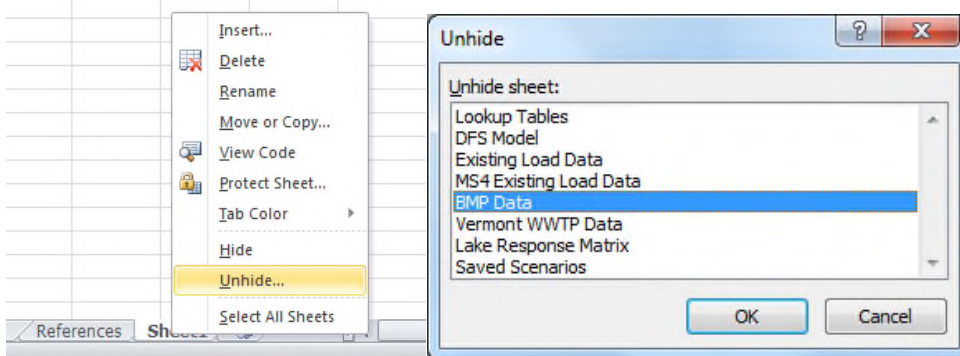 Insert...
Delete
Rename
Move or Copy...
View Code
Protect Sheet...
Tab Color
Hide
Unhide...
Select All Sheets
References
Unhide
Unhide sheet:
Lookup Tables
DFS Model
Existing Load Data
MS4 Existing Load Data
BMP Data
Vermont WWTP Data
Lake Response Matrix
Saved Scenarios
OK Cancel